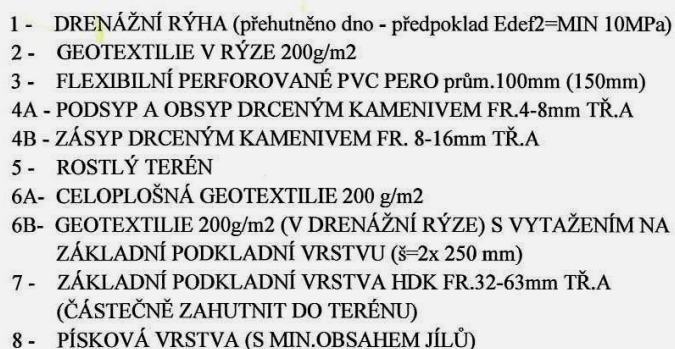 1 - DRENÁŽNÍ RÝHA (přehutněno dno - předpoklad Edef2=MIN 10MPa)
2 - GEOTEXTILIE V RÝZE 200g/m2
3 - FLEXIBILNÍ PERFOROVANÉ PVC PERO prům.100mm (150mm)
4A - PODSYP A OBSYP DRCENÝM KAMENIVEM FR.4-8mm TŘ.A
4B - ZÁSYP DRCENÝM KAMENIVEM FR. 8-16mm TŘ.A
5 - ROSTLÝ TERÉN
6A- CELOPLOŠNÁ GEOTEXTILIE 200 g/m2
6B- GEOTEXTILIE 200g/m2 (V DRENÁŽNÍ RÝZE) S VYTAŽENÍM NA
ZÁKLADNÍ PODKLADNÍ VRSTVU (š=2x 250 mm)
7 - ZÁKLADNÍ PODKLADNÍ VRSTVA HDK FR.32-63mm TŘ.A
(ČÁSTEČNĚ ZAHUTNIT DO TERÉNU)
8 - PÍSKOVÁ VRSTVA (S MIN.OBSAHEM JÍLŮ)